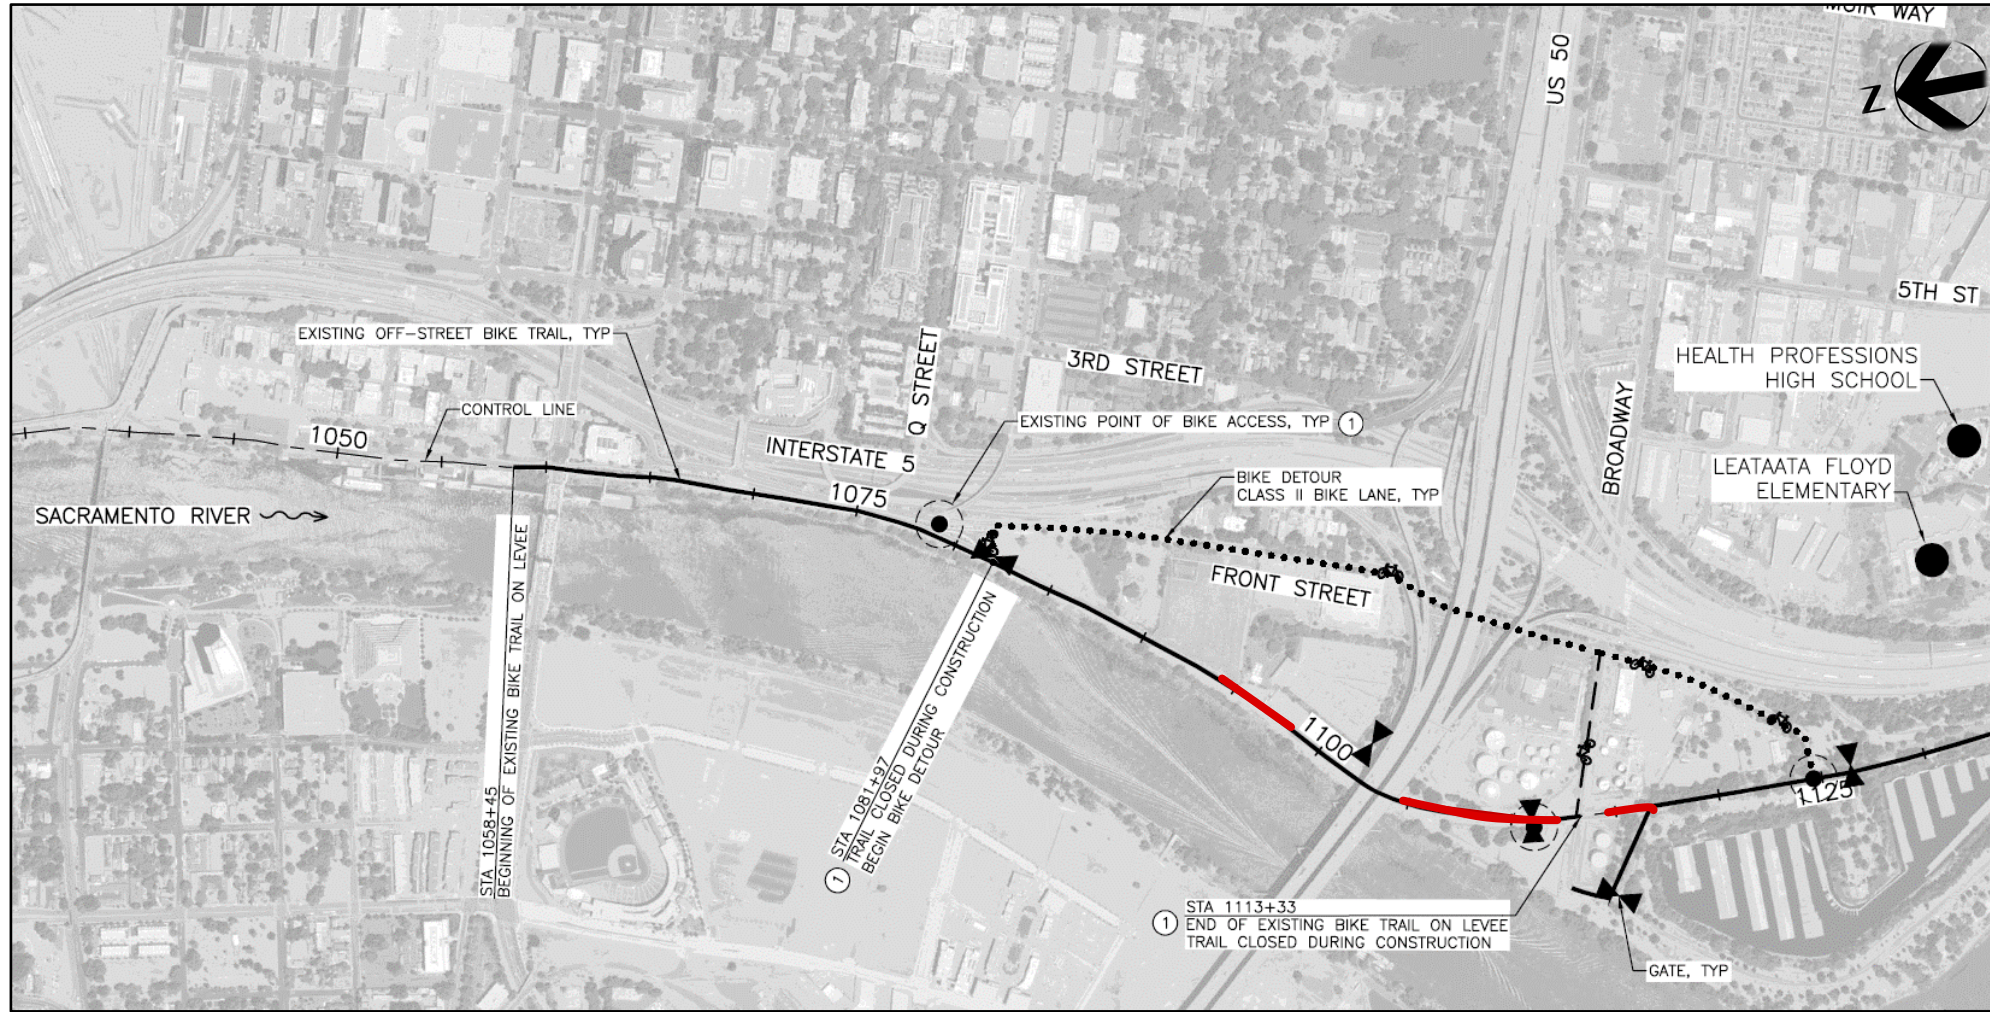 MUIR WAY
US 50
N
5TH ST
EXISTING OFF-STREET BIKE TRAIL, TYP
HEALTH PROFESSIONS
HIGH SCHOOL
3RD STREET
Q STREET
CONTROL LINE
1050
EXISTING POINT OF BIKE ACCESS, TYP 1
INTERSTATE 5
BROADWAY
LEATAATA FLOYD
ELEMENTARY
BIKE DETOUR
CLASS II BIKE LANE, TYP
1075
SACRAMENTO RIVER
FRONT STREET
STA 1058+45
BEGINNING OF EXISTING BIKE TRAIL ON LEVEE
1 STA 1081+97
TRAIL CLOSED DURING CONSTRUCTION
BEGIN BIKE DETOUR
1100
1125
1 STA 1113+33
END OF EXISTING BIKE TRAIL ON LEVEE
TRAIL CLOSED DURING CONSTRUCTION
GATE, TYP